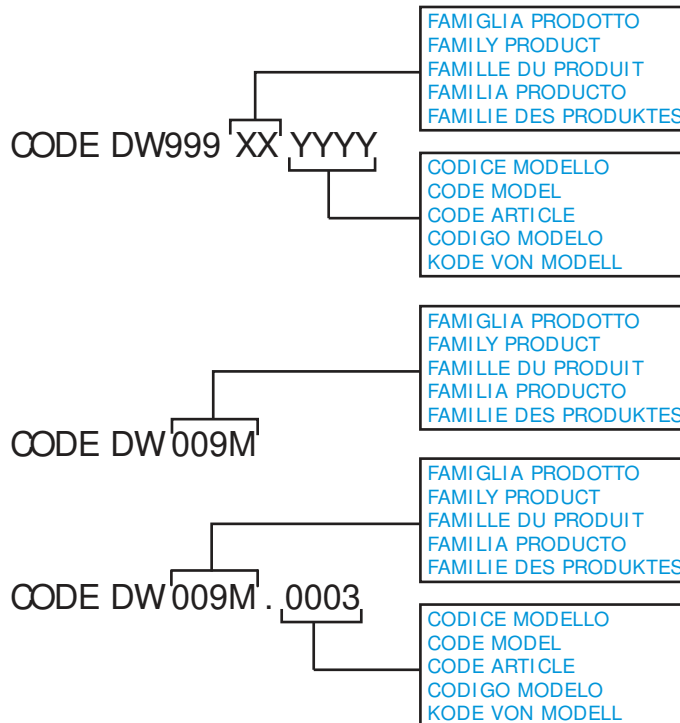 FAMIGLIA PRODOTTO
FAMILY PRODUCT
FAMILLE DU PRODUIT
FAMILIA PRODUCTO
FAMILIE DES PRODUKTES
CODE DW999 XX YYYY
CODICE MODELLO
CODE MODEL
CODE ARTICLE
CODIGO MODELO
KODE VON MODELL
FAMIGLIA PRODOTTO
FAMILY PRODUCT
FAMILLE DU PRODUIT
FAMILIA PRODUCTO
FAMILIE DES PRODUKTES
CODE DW 009M
FAMIGLIA PRODOTTO
FAMILY PRODUCT
FAMILLE DU PRODUIT
FAMILIA PRODUCTO
FAMILIE DES PRODUKTES
CODE DW 009M . 0003
CODICE MODELLO
CODE MODEL
CODE ARTICLE
CODIGO MODELO
KODE VON MODELL